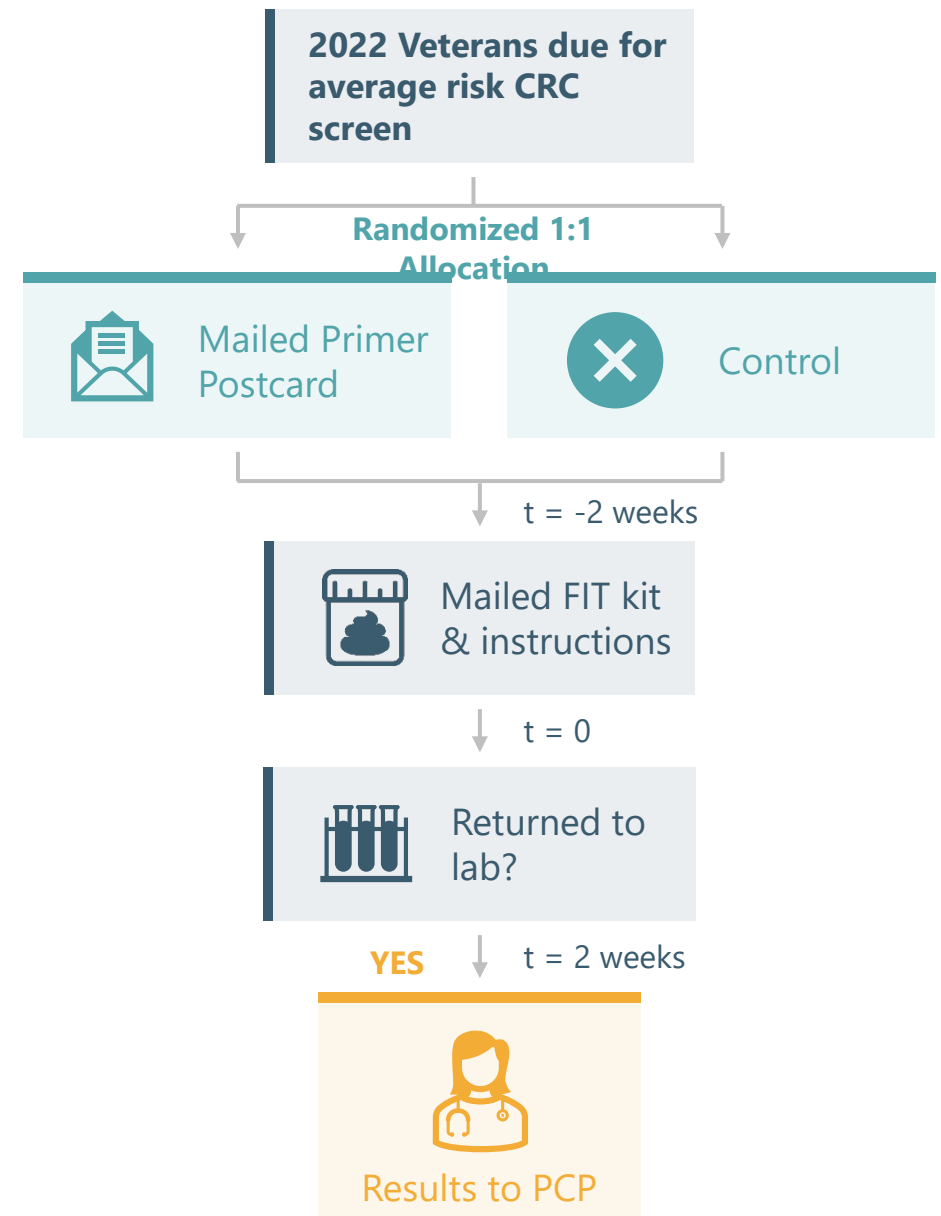 2022 Veterans due for
average risk CRC
screen
Randomized 1:1
Allocation
Mailed Primer
Postcard
Control
t = -2 weeks
Mailed FIT kit
& instructions
t = 0
Returned to
lab?
YES
t = 2 weeks
Results to PCP